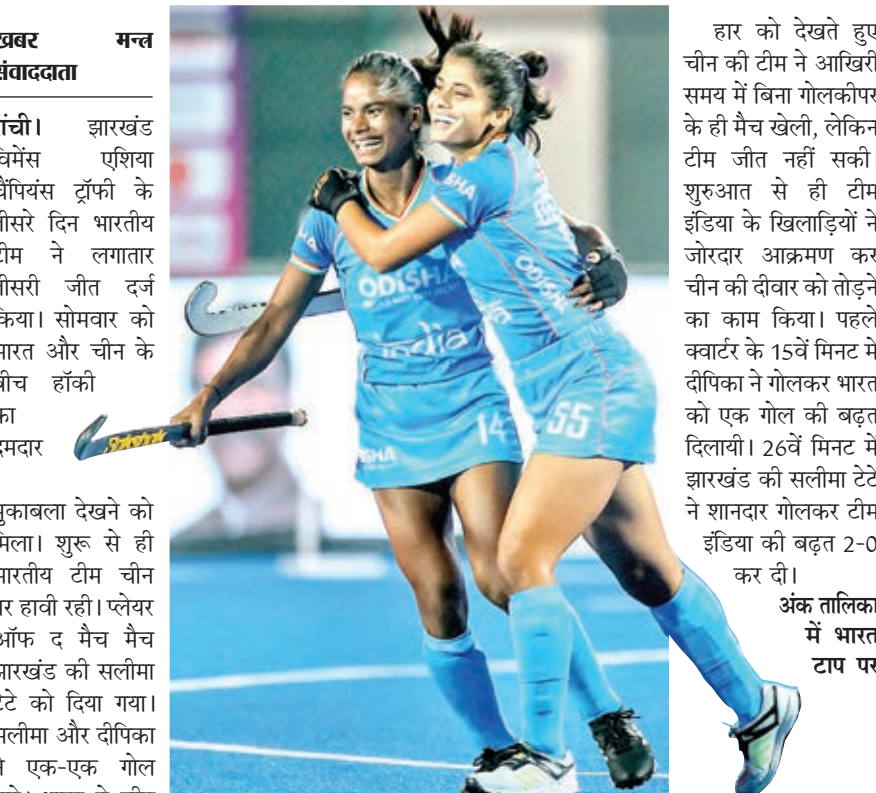 खबर मन्त्र
संवाददाता
रांची। झारखंड
विमेंस एशिया
चैंपियंस ट्रॉफी के
तीसरे दिन भारतीय
टीम ने लगातार
तीसरी जीत दर्ज
किया। सोमवार को
भारत और चीन के
बीच हॉकी
का
दमदार
मुकाबला देखने को
मिला। शुरू से ही
भारतीय टीम चीन
पर हावी रही। प्लेयर
ऑफ द मैच मैच
झारखंड की सलीमा
टेटे को दिया गया।
सलीमा और दीपिका
ने एक-एक गोल
ODISHA
india
14
ODISHA
55
हार को देखते हुए
चीन की टीम ने आखिरी
समय में बिना गोलकीपर
के ही मैच खेली, लेकिन
टीम जीत नहीं सकी।
शुरुआत से ही टीम
इंडिया के खिलाड़ियों ने
जोरदार आक्रमण कर
चीन की दीवार को तोड़ने
का काम किया। पहले
क्वार्टर के 15वें मिनट मे
दीपिका ने गोलकर भारत
को एक गोल की बढ़त
दिलायी। 26वें मिनट मे
झारखंड की सलीमा टेटे
ने शानदार गोलकर टीम
इंडिया की बढ़त 2-0
कर दी।
अंक तालिका
में भारत
टाप पर